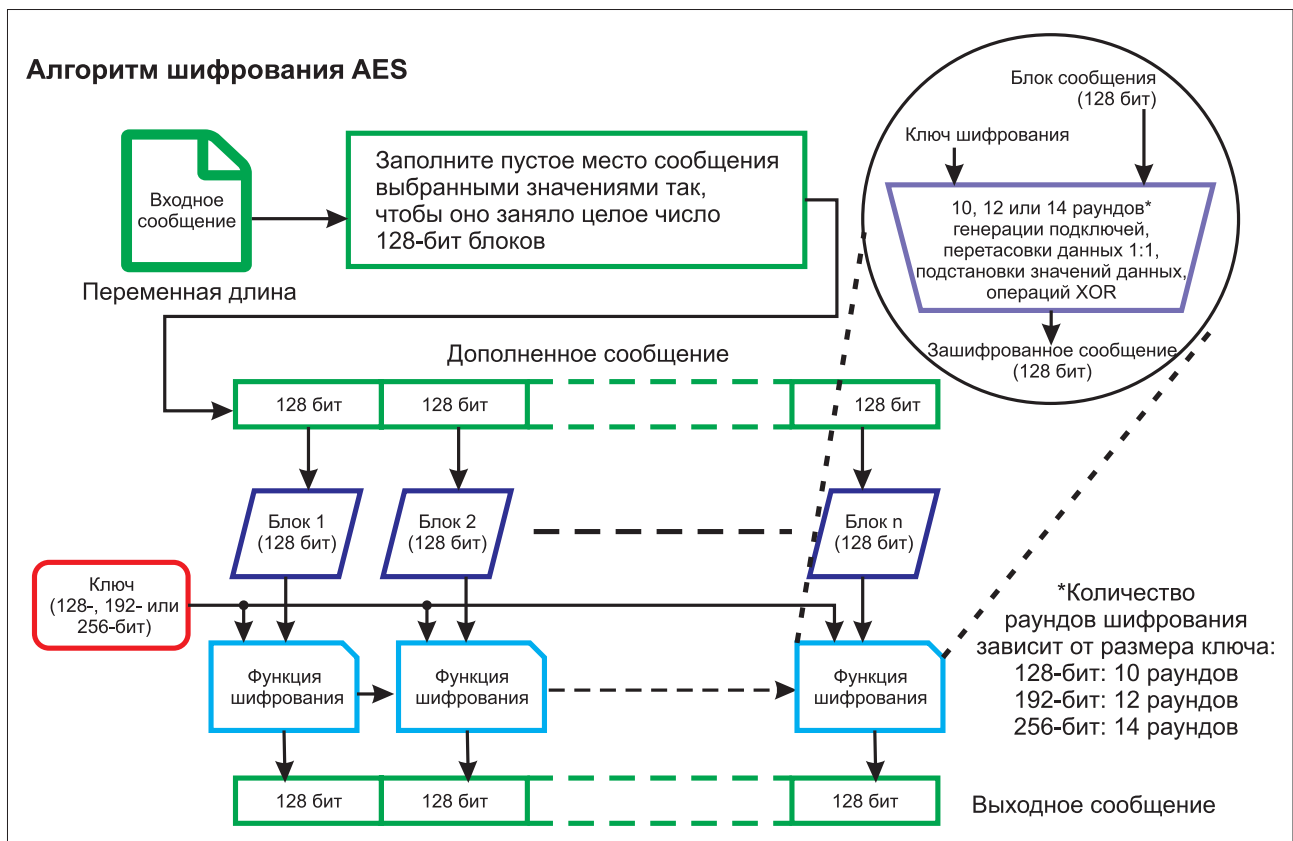 Алгоритм шифрования AES
Входное
сообщение
Переменная длина
Заполните пустое место сообщения
выбранными значениями так,
чтобы оно заняло целое число
128-бит блоков
Блок сообщения
(128 бит)
Ключ шифрования
10, 12 или 14 раундов*
генерации подключей,
перетасовки данных 1:1,
подстановки значений данных,
операций XOR
Зашифрованное сообщение
(128 бит)
Дополненное сообщение
128 бит
128 бит
128 бит
Блок 1
(128 бит)
Блок 2
(128 бит)
Блок n
(128 бит)
Ключ
(128-, 192- или
256-бит)
Функция
шифрования
Функция
шифрования
Функция
шифрования
*Количество
раундов шифрования
зависит от размера ключа:
128-бит: 10 раундов
192-бит: 12 раундов
256-бит: 14 раундов
128 бит
128 бит
128 бит
Выходное сообщение